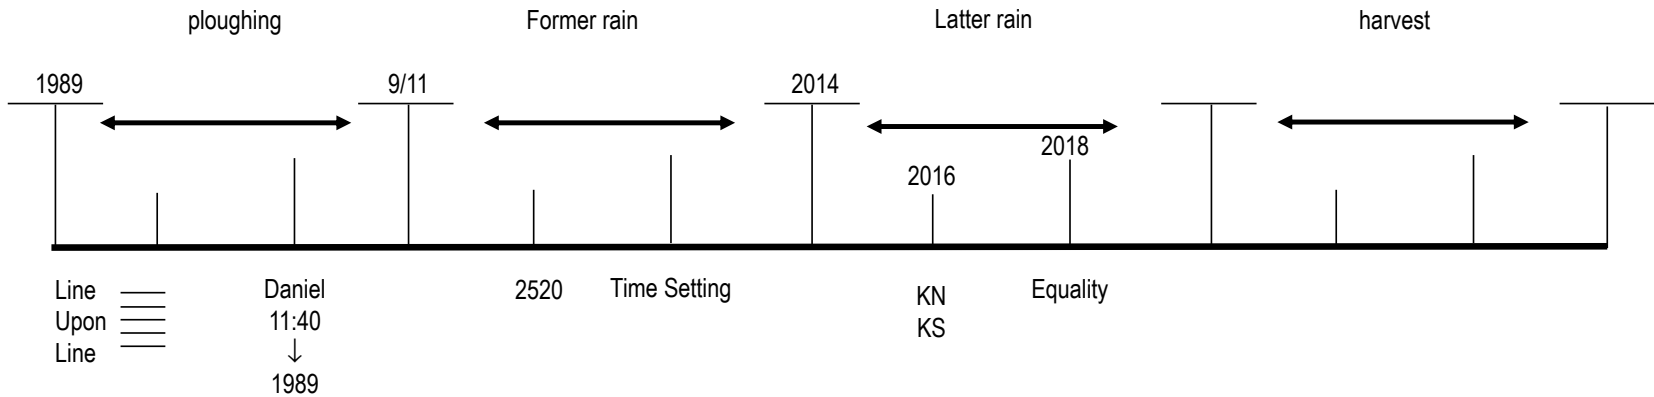 ploughing
Former rain
Latter rain
harvest
1989
9/11
2014
2016
2018
Line
Upon
Line
Daniel
11:40
↓
1989
2520
Time Setting
KN
KS
Equality